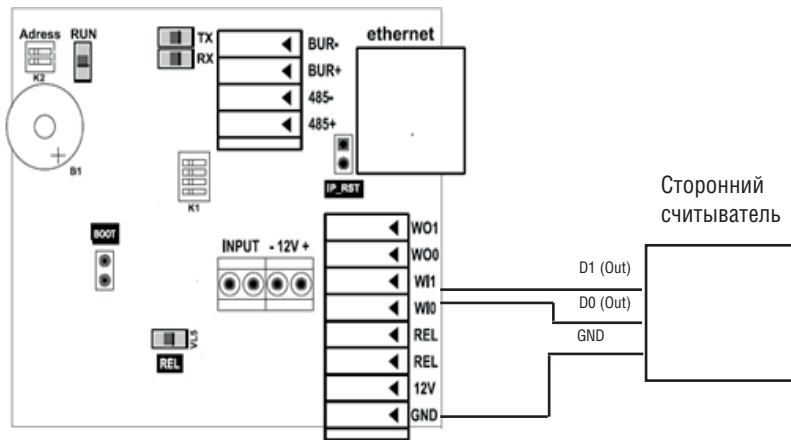 Adress RUN
K2
TX
RX
BUR-
BUR+
485-
485+
ethernet
B1
K1
IP_RST
BOOT
INPUT - 12V +
VL5
REL
WO1
WO0
WI1
WI0
REL
REL
12V
GND
D1 (Out)
D0 (Out)
GND
Сторонний
считыватель